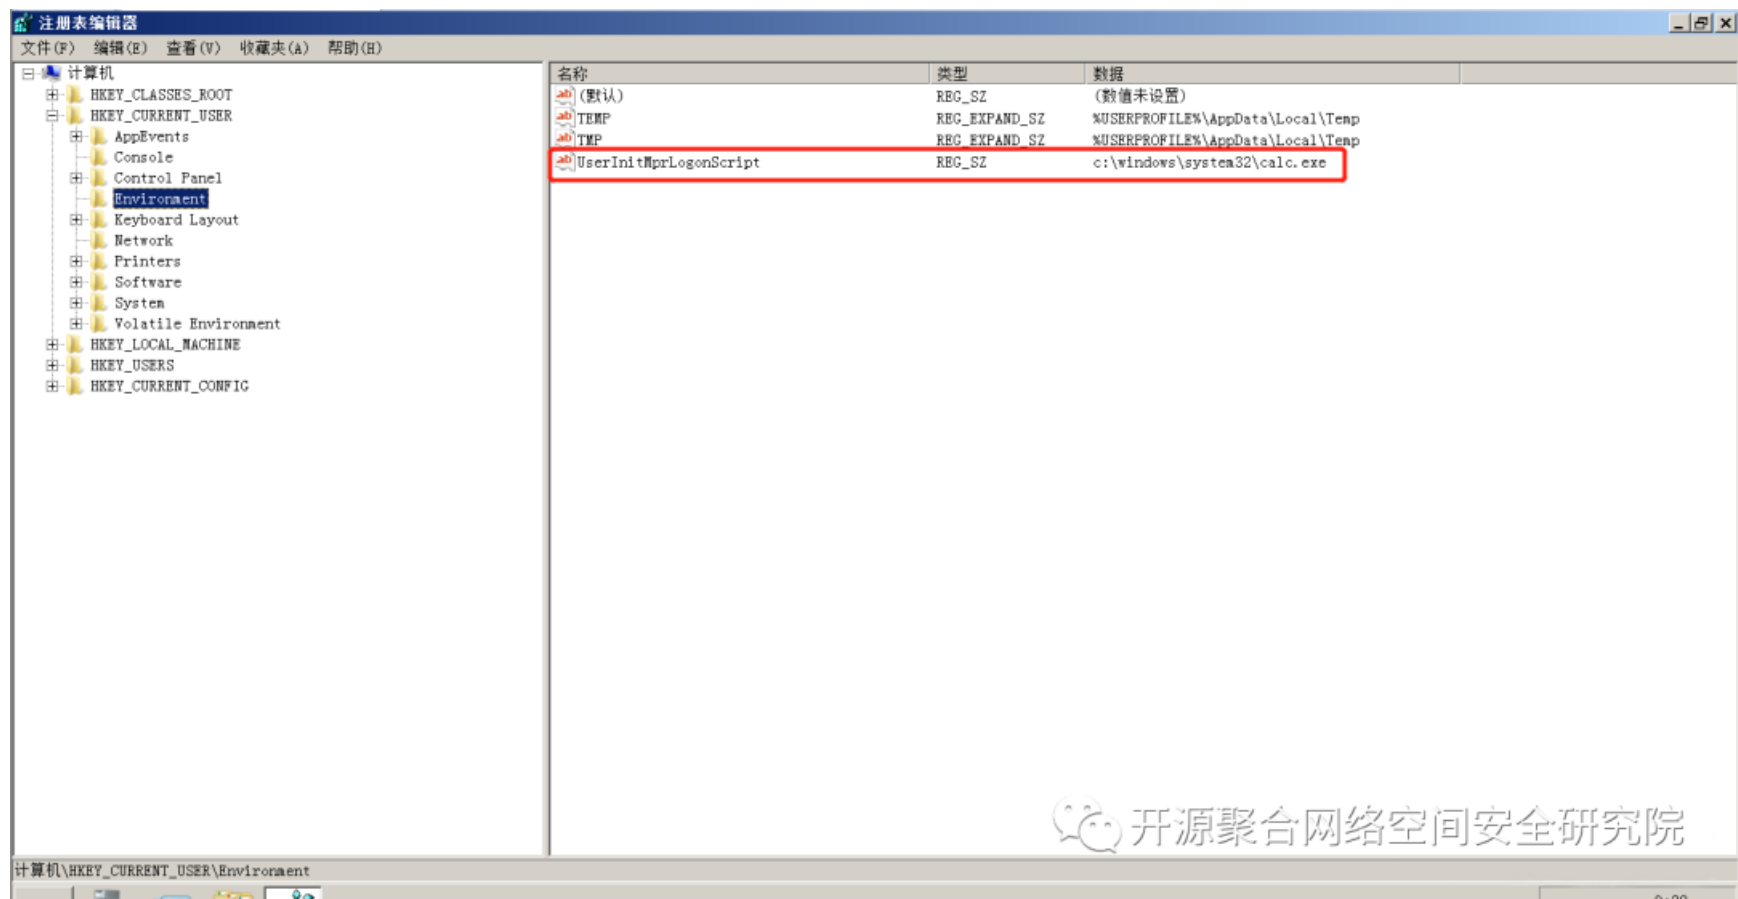 注册表编辑器
文件(F) 编辑(E) 查看(V) 收藏夹(A) 帮助(H)
计算机
HKEY_CLASSES_ROOT
HKEY_CURRENT_USER
AppEvents
Console
Control Panel
Environment
Keyboard Layout
Network
Printers
Software
System
Volatile Environment
HKEY_LOCAL_MACHINE
HKEY_USERS
HKEY_CURRENT_CONFIG
名称 类型 数据
(默认) REG_SZ (数值未设置)
TEMP REG_EXPAND_SZ %USERPROFILE%\AppData\Local\Temp
TMP REG_EXPAND_SZ %USERPROFILE%\AppData\Local\Temp
UserInitMprLogonScript REG_SZ c:\windows\system32\calc.exe
开源聚合网络空间安全研究院
计算机\HKEY_CURRENT_USER\Environment